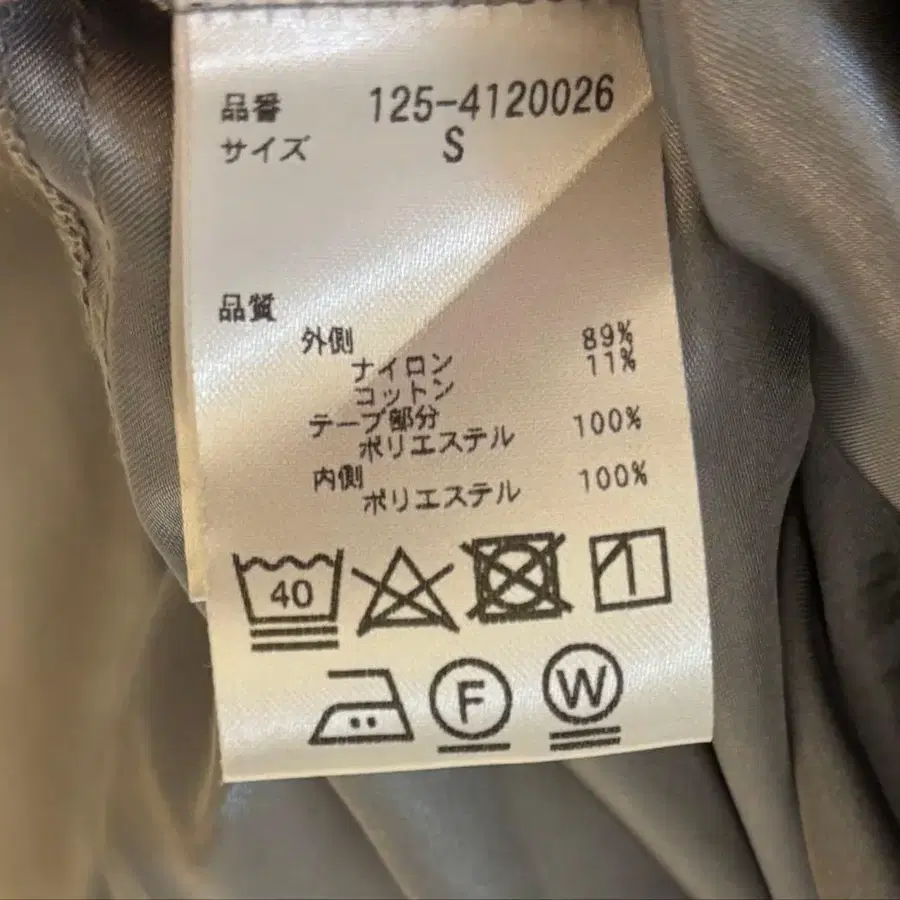 品番 125-4120026
サイズ S
品質
外側
ナイロン 89%
コットン 11%
テープ部分
ポリエステル 100%
内側
ポリエステル 100%
40
F W